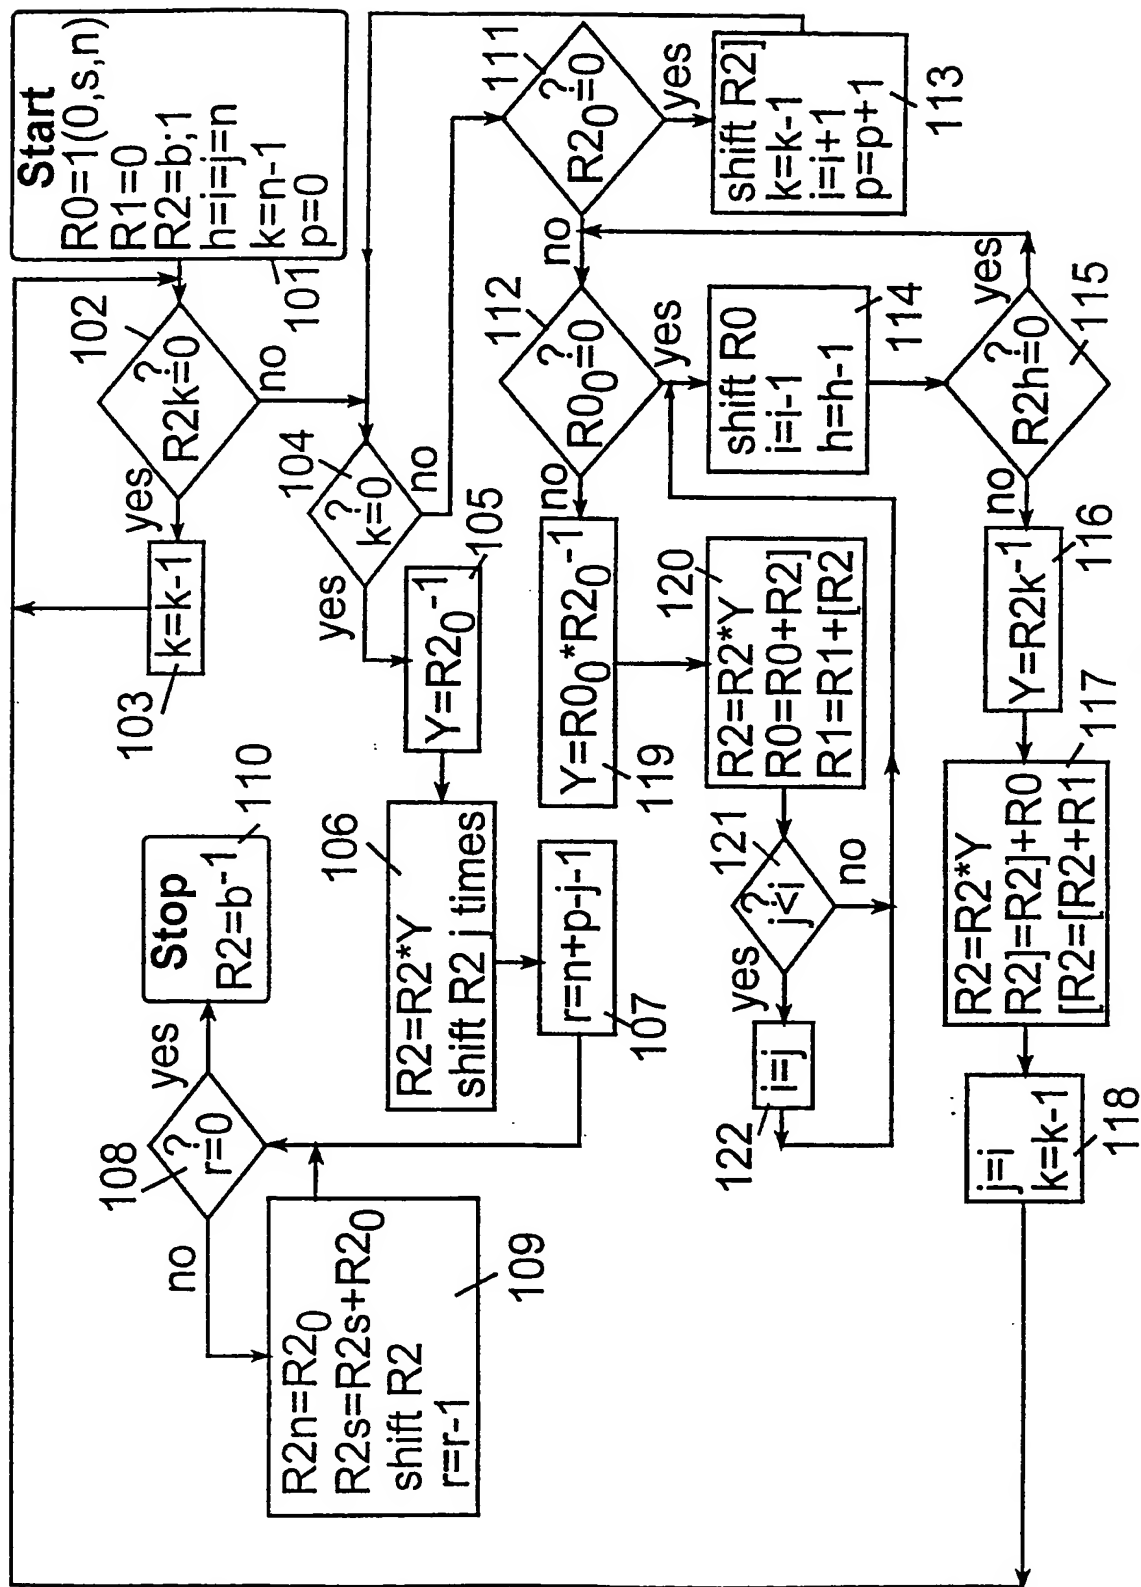 Start
R0=1(0,s,n)
R1=0
R2=b;1
h=i=j=n
k=n-1
p=0
101
102
R2k=0
?
yes
no
k=k-1
103
104
k=0
?
yes
no
Y=R2₀⁻¹
105
106
R2=R2*Y
shift R2 j times
r=n+p-j-1
107
108
r=0
?
yes
no
R2n=R2₀
R2s=R2s+R2₀
shift R2
r=r-1
109
Stop
R2=b⁻¹
110
111
R2₀=0
?
yes
no
shift R2]
k=k-1
i=i+1
p=p+1
113
112
R0₀=0
?
yes
no
shift R0
i=i-1
h=h-1
114
R2h=0
?
yes
no
115
Y=R2k⁻¹
116
R2=R2*Y
R2]=R2]+R0
[R2=[R2+R1
117
j=i
k=k-1
118
Y=R0₀*R2₀⁻¹
119
120
R2=R2*Y
R0=R0+R2]
R1=R1+[R2
121
j<i
?
yes
no
i=j
122